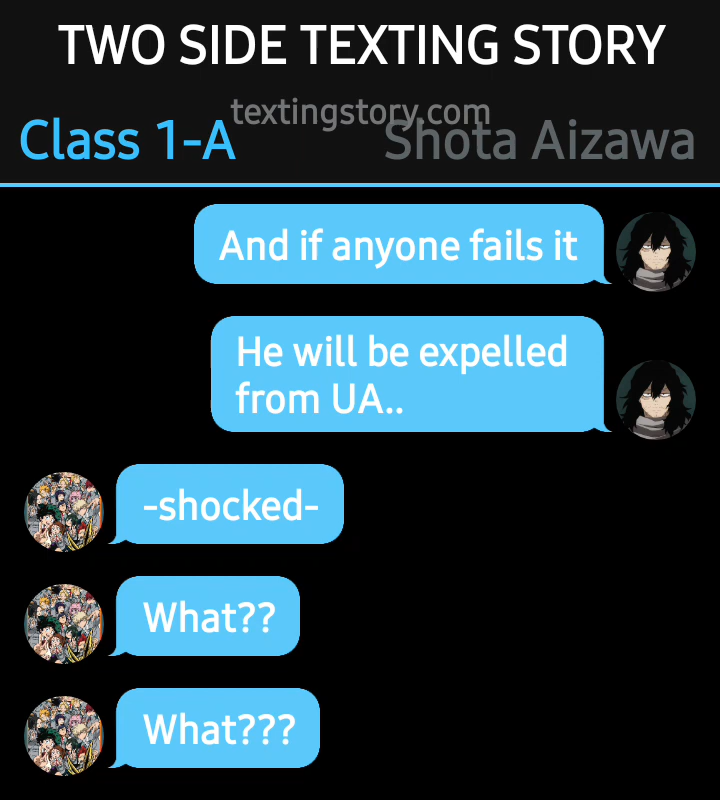 TWO SIDE TEXTING STORY
textingstory.com
Class 1-A
Shota Aizawa
And if anyone fails it
He will be expelled
from UA..
-shocked-
What??
What???